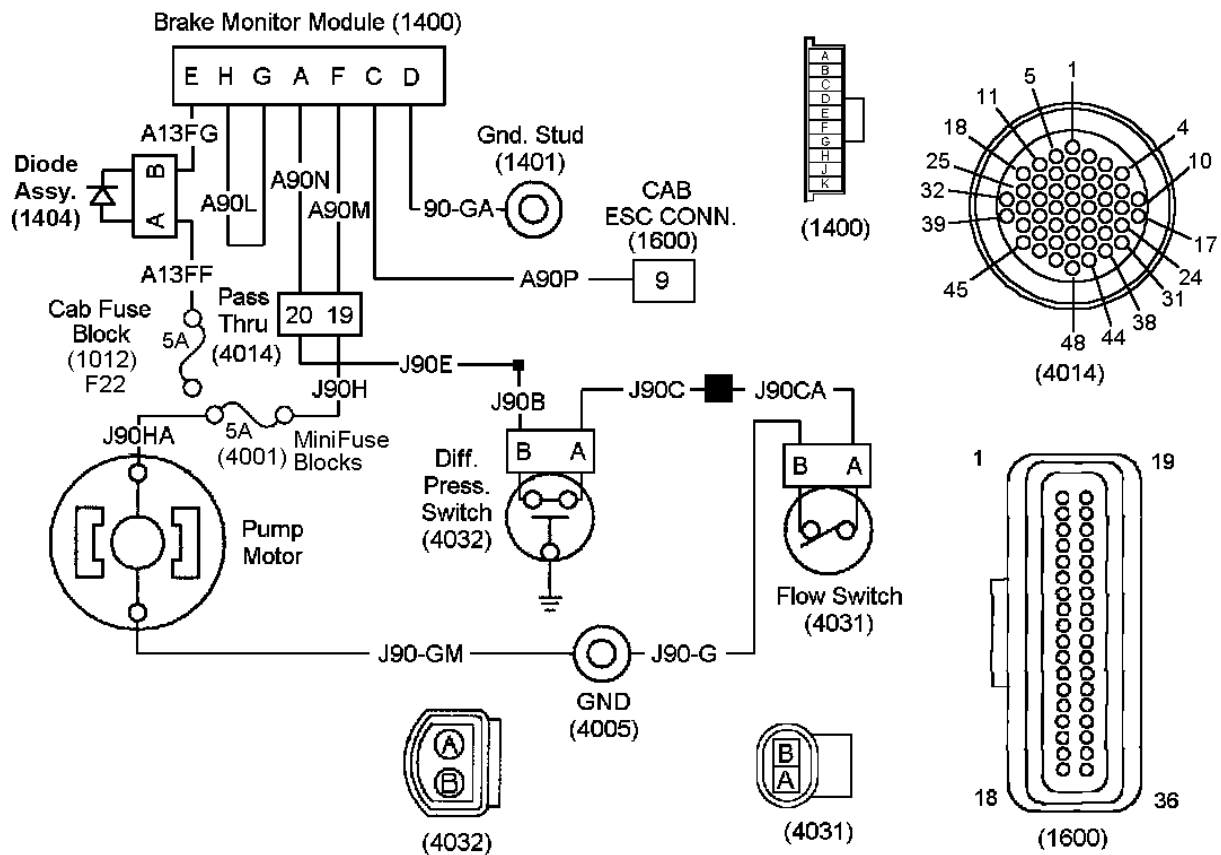 Brake Monitor Module (1400)
E H G A F C D
A13FG
Diode
Assy.
(1404)
B
A
A90L
A90N
A90M
90-GA
Gnd. Stud
(1401)
CAB
ESC CONN.
(1600)
9
A90P
A13FF
Cab Fuse
Block
(1012)
F22
5A
Pass
Thru
(4014)
20 19
J90E
J90H
J90B
J90C
J90CA
J90HA
5A
(4001)
MiniFuse
Blocks
B A
Diff.
Press.
Switch
(4032)
B A
Flow Switch
(4031)
Pump
Motor
J90-GM
J90-G
GND
(4005)
A
B
(4032)
B
A
(4031)
A
B
C
D
E
F
G
H
J
K
(1400)
1
5
11
18
25
32
39
45
4
10
17
24
31
38
44
48
(4014)
1
19
18
36
(1600)